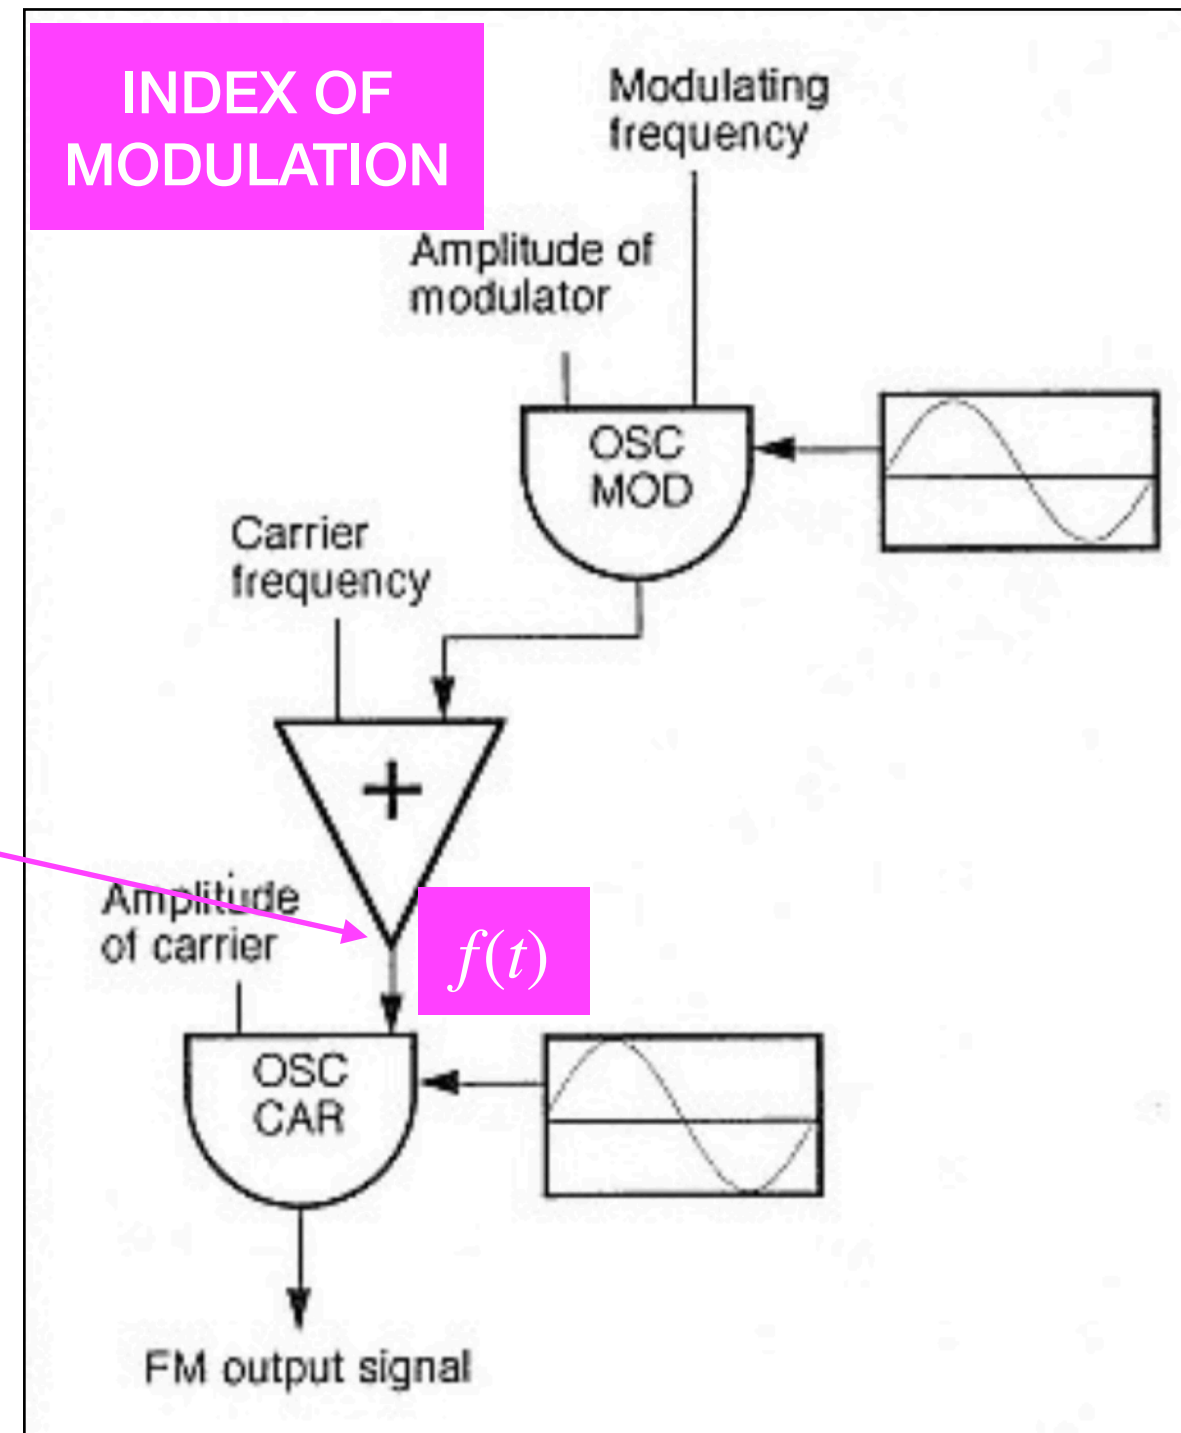 INDEX OF
MODULATION
Modulating
frequency
Amplitude of
modulator
OSC
MOD
Carrier
frequency
+
Amplitude
of carrier
f(t)
OSC
CAR
FM output signal